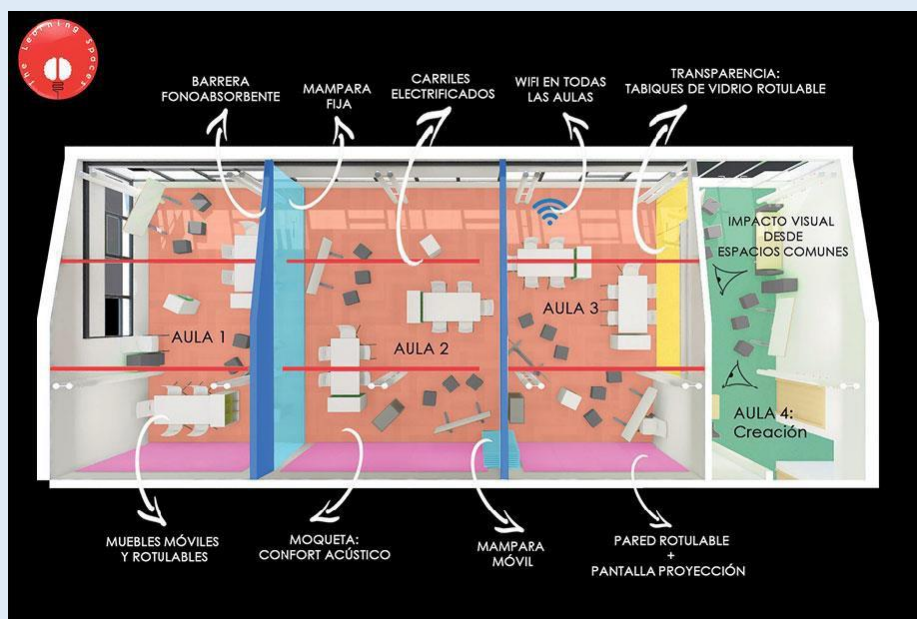 The Learning Spaces
BARRERA
FONOABSORBENTE
MAMPARA
FIJA
CARRILES
ELECTRIFICADOS
WIFI EN TODAS
LAS AULAS
TRANSPARENCIA:
TABIQUES DE VIDRIO ROTULABLE
IMPACTO VISUAL
DESDE
ESPACIOS COMUNES
AULA 1
AULA 2
AULA 3
AULA 4:
Creación
MUEBLES MÓVILES
Y ROTULABLES
MOQUETA:
CONFORT ACÚSTICO
MAMPARA
MÓVIL
PARED ROTULABLE
+
PANTALLA PROYECCIÓN